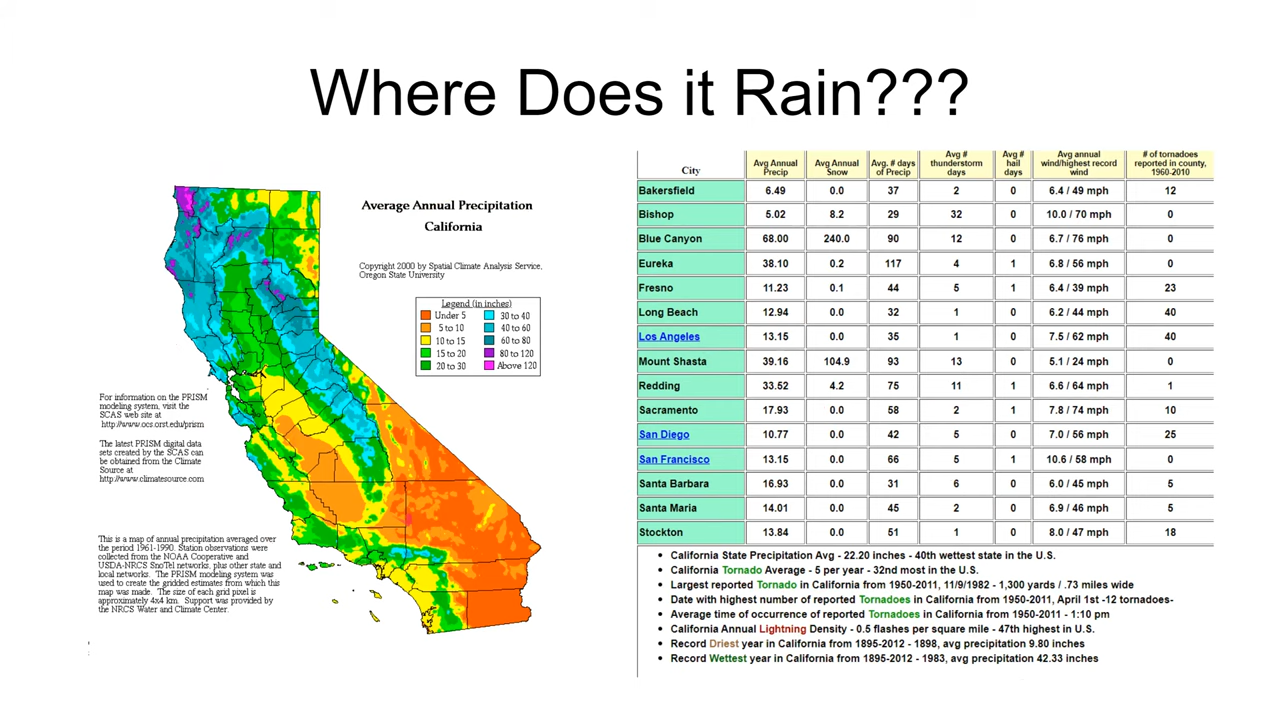 Where Does it Rain???
Average Annual Precipitation
California
Copyright 2000 by Spatial Climate Analysis Service,
Oregon State University
Legend (in inches)
Under 5
5 to 10
10 to 15
15 to 20
20 to 30
30 to 40
40 to 60
60 to 80
80 to 120
Above 120
For information on the PRISM
modeling system, visit the
SCAS web site at
http://www.ocs.orst.edu/prism
The latest PRISM digital data
sets created by the SCAS can
be obtained from the Climate
Source at
http://www.climatesource.com
This is a map of annual precipitation averaged over
the period 1961-1990. Station observations were
collected from the NOAA Cooperative and
USDA-NRCS SnoTel networks, plus other state and
local networks. The PRISM modeling system was
used to create the gridded estimates from which this
map was made. The size of each grid pixel is
approximately 4x4 km. Support was provided by
the NRCS Water and Climate Center.
City Avg Annual Precip Avg Annual Snow Avg. # days of Precip Avg # thunderstorm days Avg # hail days Avg annual wind/highest record wind # of tornadoes reported in county, 1960-2010
Bakersfield 6.49 0.0 37 2 0 6.4 / 49 mph 12
Bishop 5.02 8.2 29 32 0 10.0 / 70 mph 0
Blue Canyon 68.00 240.0 90 12 0 6.7 / 76 mph 0
Eureka 38.10 0.2 117 4 1 6.8 / 56 mph 0
Fresno 11.23 0.1 44 5 1 6.4 / 39 mph 23
Long Beach 12.94 0.0 32 1 0 6.2 / 44 mph 40
Los Angeles 13.15 0.0 35 1 0 7.5 / 62 mph 40
Mount Shasta 39.16 104.9 93 13 0 5.1 / 24 mph 0
Redding 33.52 4.2 75 11 1 6.6 / 64 mph 1
Sacramento 17.93 0.0 58 2 1 7.8 / 74 mph 10
San Diego 10.77 0.0 42 5 0 7.0 / 56 mph 25
San Francisco 13.15 0.0 66 5 1 10.6 / 58 mph 0
Santa Barbara 16.93 0.0 31 6 0 6.0 / 45 mph 5
Santa Maria 14.01 0.0 45 2 0 6.9 / 46 mph 5
Stockton 13.84 0.0 51 1 0 8.0 / 47 mph 18
• California State Precipitation Avg - 22.20 inches - 40th wettest state in the U.S.
• California Tornado Average - 5 per year - 32nd most in the U.S.
• Largest reported Tornado in California from 1950-2011, 11/9/1982 - 1,300 yards / .73 miles wide
• Date with highest number of reported Tornadoes in California from 1950-2011, April 1st -12 tornadoes-
• Average time of occurrence of reported Tornadoes in California from 1950-2011 - 1:10 pm
• California Annual Lightning Density - 0.5 flashes per square mile - 47th highest in U.S.
• Record Driest year in California from 1895-2012 - 1898, avg precipitation 9.80 inches
• Record Wettest year in California from 1895-2012 - 1983, avg precipitation 42.33 inches